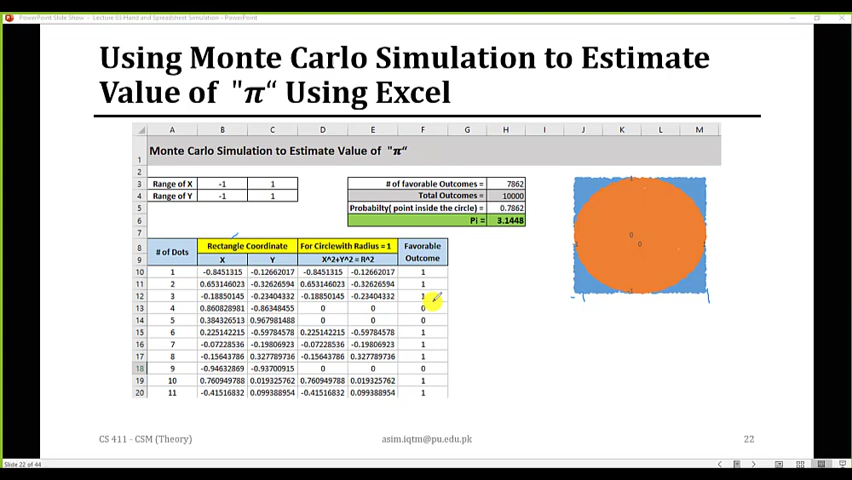 PowerPoint Slide Show - Lecture 03 Hand and Spreadsheet Simulation - PowerPoint
Using Monte Carlo Simulation to Estimate
Value of "π“ Using Excel
A B C D E F G H I J K L M
1 Monte Carlo Simulation to Estimate Value of "π“
2
3 Range of X -1 1 # of favorable Outcomes = 7862
4 Range of Y -1 1 Total Outcomes = 10000
5 Probabilty( point inside the circle) = 0.7862
6 Pi = 3.1448
7
8 # of Dots Rectangle Coordinate For Circlewith Radius = 1 Favorable Outcome
9 X Y X^2+Y^2 = R^2
10 1 -0.8451315 -0.12662017 -0.8451315 -0.12662017 1
11 2 0.653146023 -0.32626594 0.653146023 -0.32626594 1
12 3 -0.18850145 -0.23404332 -0.18850145 -0.23404332 1
13 4 0.860828981 -0.86348455 0 0 0
14 5 0.384326513 0.967981488 0 0 0
15 6 0.225142215 -0.59784578 0.225142215 -0.59784578 1
16 7 -0.07228536 -0.19806923 -0.07228536 -0.19806923 1
17 8 -0.15643786 0.327789736 -0.15643786 0.327789736 1
18 9 -0.94632869 -0.93700915 0 0 0
19 10 0.760949788 0.019325762 0.760949788 0.019325762 1
20 11 -0.41516832 0.099388954 -0.41516832 0.099388954 1
1
0
-1 0 1
-1
CS 411 - CSM (Theory) asim.iqtm@pu.edu.pk 22
Slide 22 of 44